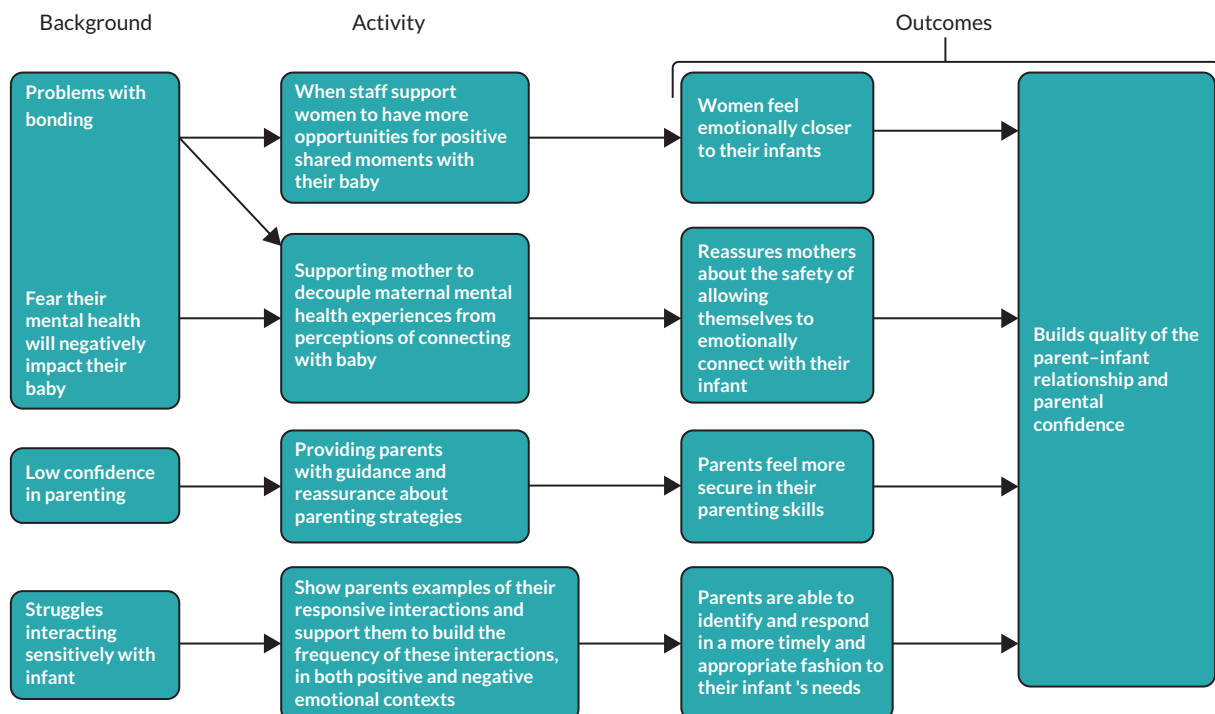 Background
Activity
Outcomes
Problems with
bonding
Fear their
mental health
will negatively
impact their
baby
When staff support
women to have more
opportunities for positive
shared moments with
their baby
Women feel
emotionally closer
to their infants
Supporting mother to
decouple maternal mental
health experiences from
perceptions of connecting
with baby
Reassures mothers
about the safety of
allowing
themselves to
emotionally
connect with their
infant
Low confidence
in parenting
Providing parents
with guidance and
reassurance about
parenting strategies
Parents feel more
secure in their
parenting skills
Struggles
interacting
sensitively with
infant
Show parents examples of their
responsive interactions and
support them to build the
frequency of these interactions,
in both positive and negative
emotional contexts
Parents are able to
identify and respond
in a more timely and
appropriate fashion to
their infant 's needs
Builds quality of the
parent–infant
relationship and
parental
confidence